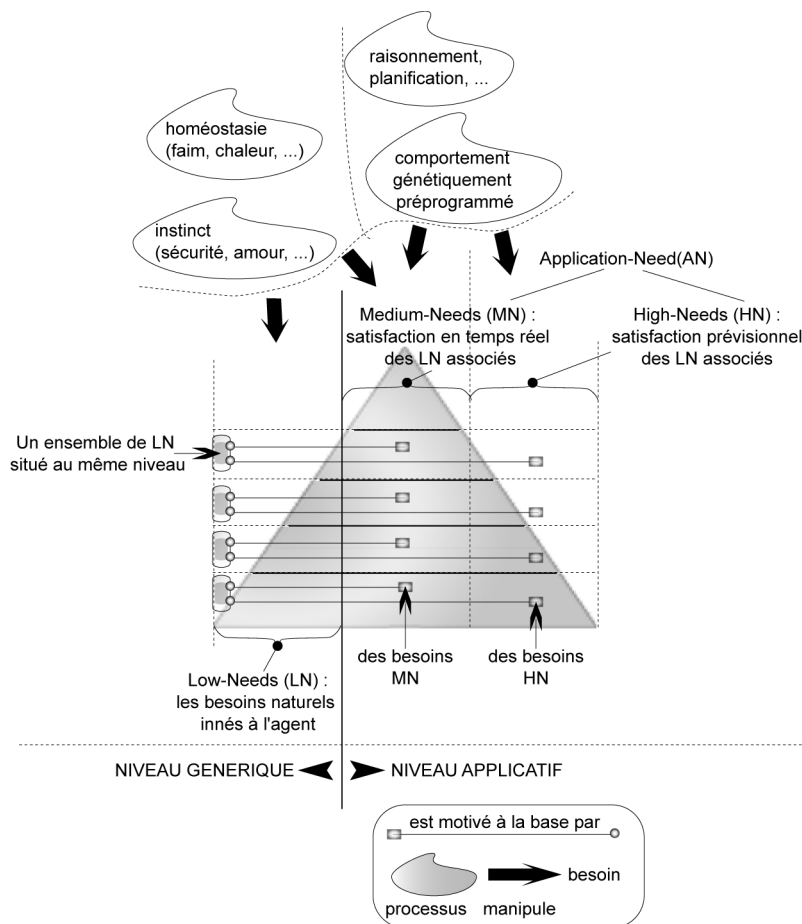 raisonnement,
planification, ...
homéostasie
(faim, chaleur, ...)
comportement
génétiquement
préprogrammé
instinct
(sécurité, amour, ...)
Application-Need(AN)
Medium-Needs (MN) :
satisfaction en temps réel
des LN associés
High-Needs (HN) :
satisfaction prévisionnel
des LN associés
Un ensemble de LN
situé au même niveau
des besoins
MN
des besoins
HN
Low-Needs (LN) :
les besoins naturels
innés à l'agent
NIVEAU GENERIQUE
NIVEAU APPLICATIF
est motivé à la base par
besoin
processus manipule